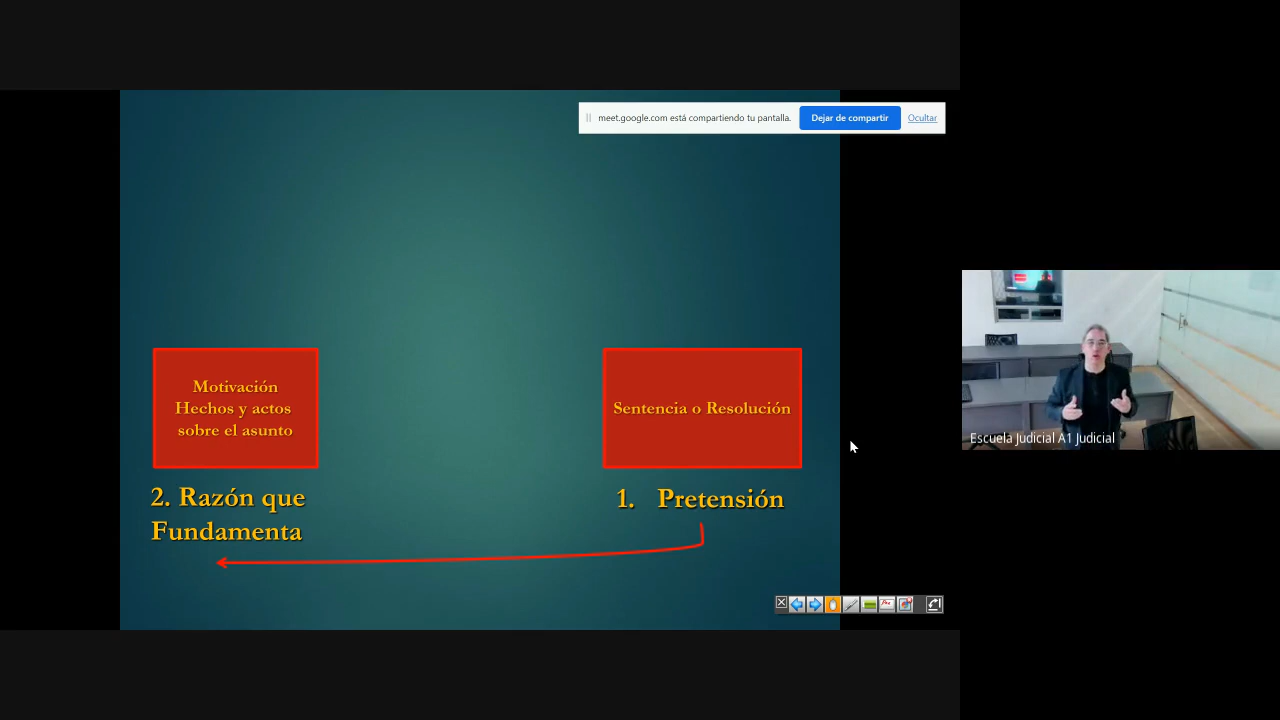 meet.google.com está compartiendo tu pantalla.
Dejar de compartir
Ocultar
Motivación
Hechos y actos
sobre el asunto
Sentencia o Resolución
2. Razón que
Fundamenta
1. Pretensión
Escuela Judicial A1 Judicial